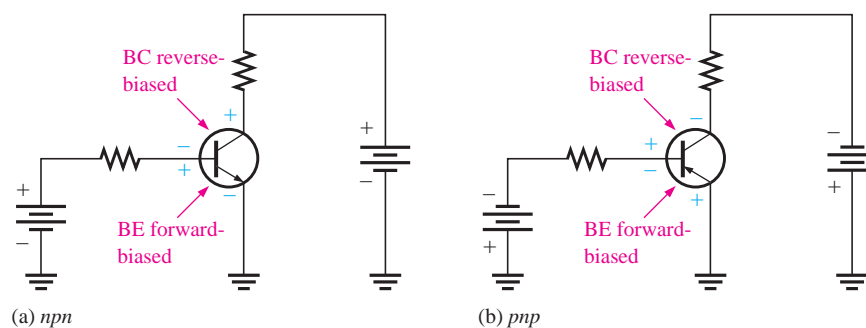 BC reverse-
biased
+
−
+
−
+
−
+
−
BE forward-
biased
(a) npn
BC reverse-
biased
−
+
−
+
−
+
−
+
BE forward-
biased
(b) pnp